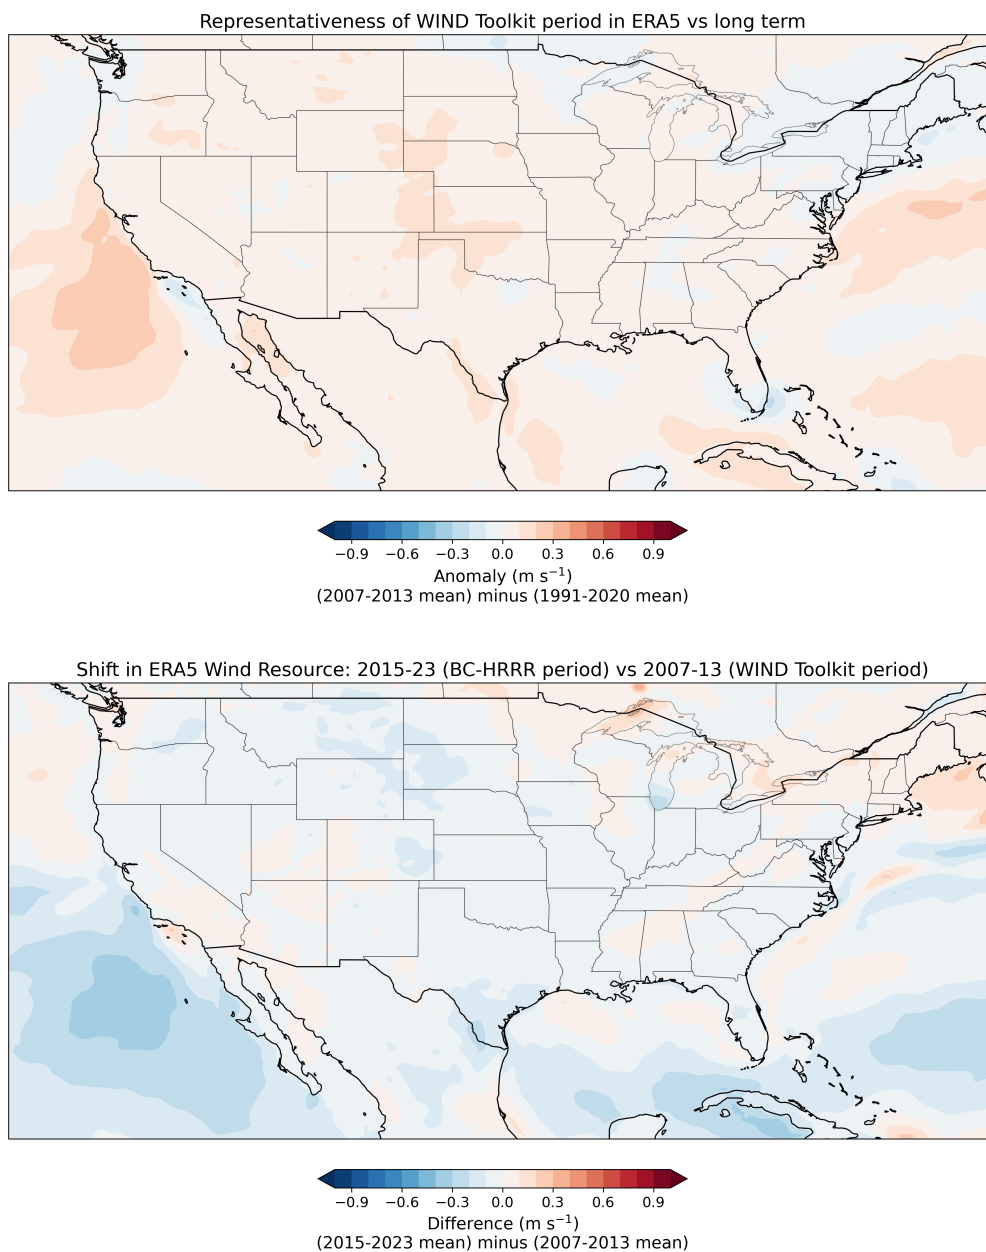 Representativeness of WIND Toolkit period in ERA5 vs long term
−0.9 −0.6 −0.3 0.0 0.3 0.6 0.9
Anomaly (m s⁻¹)
(2007-2013 mean) minus (1991-2020 mean)
Shift in ERA5 Wind Resource: 2015-23 (BC-HRRR period) vs 2007-13 (WIND Toolkit period)
−0.9 −0.6 −0.3 0.0 0.3 0.6 0.9
Difference (m s⁻¹)
(2015-2023 mean) minus (2007-2013 mean)